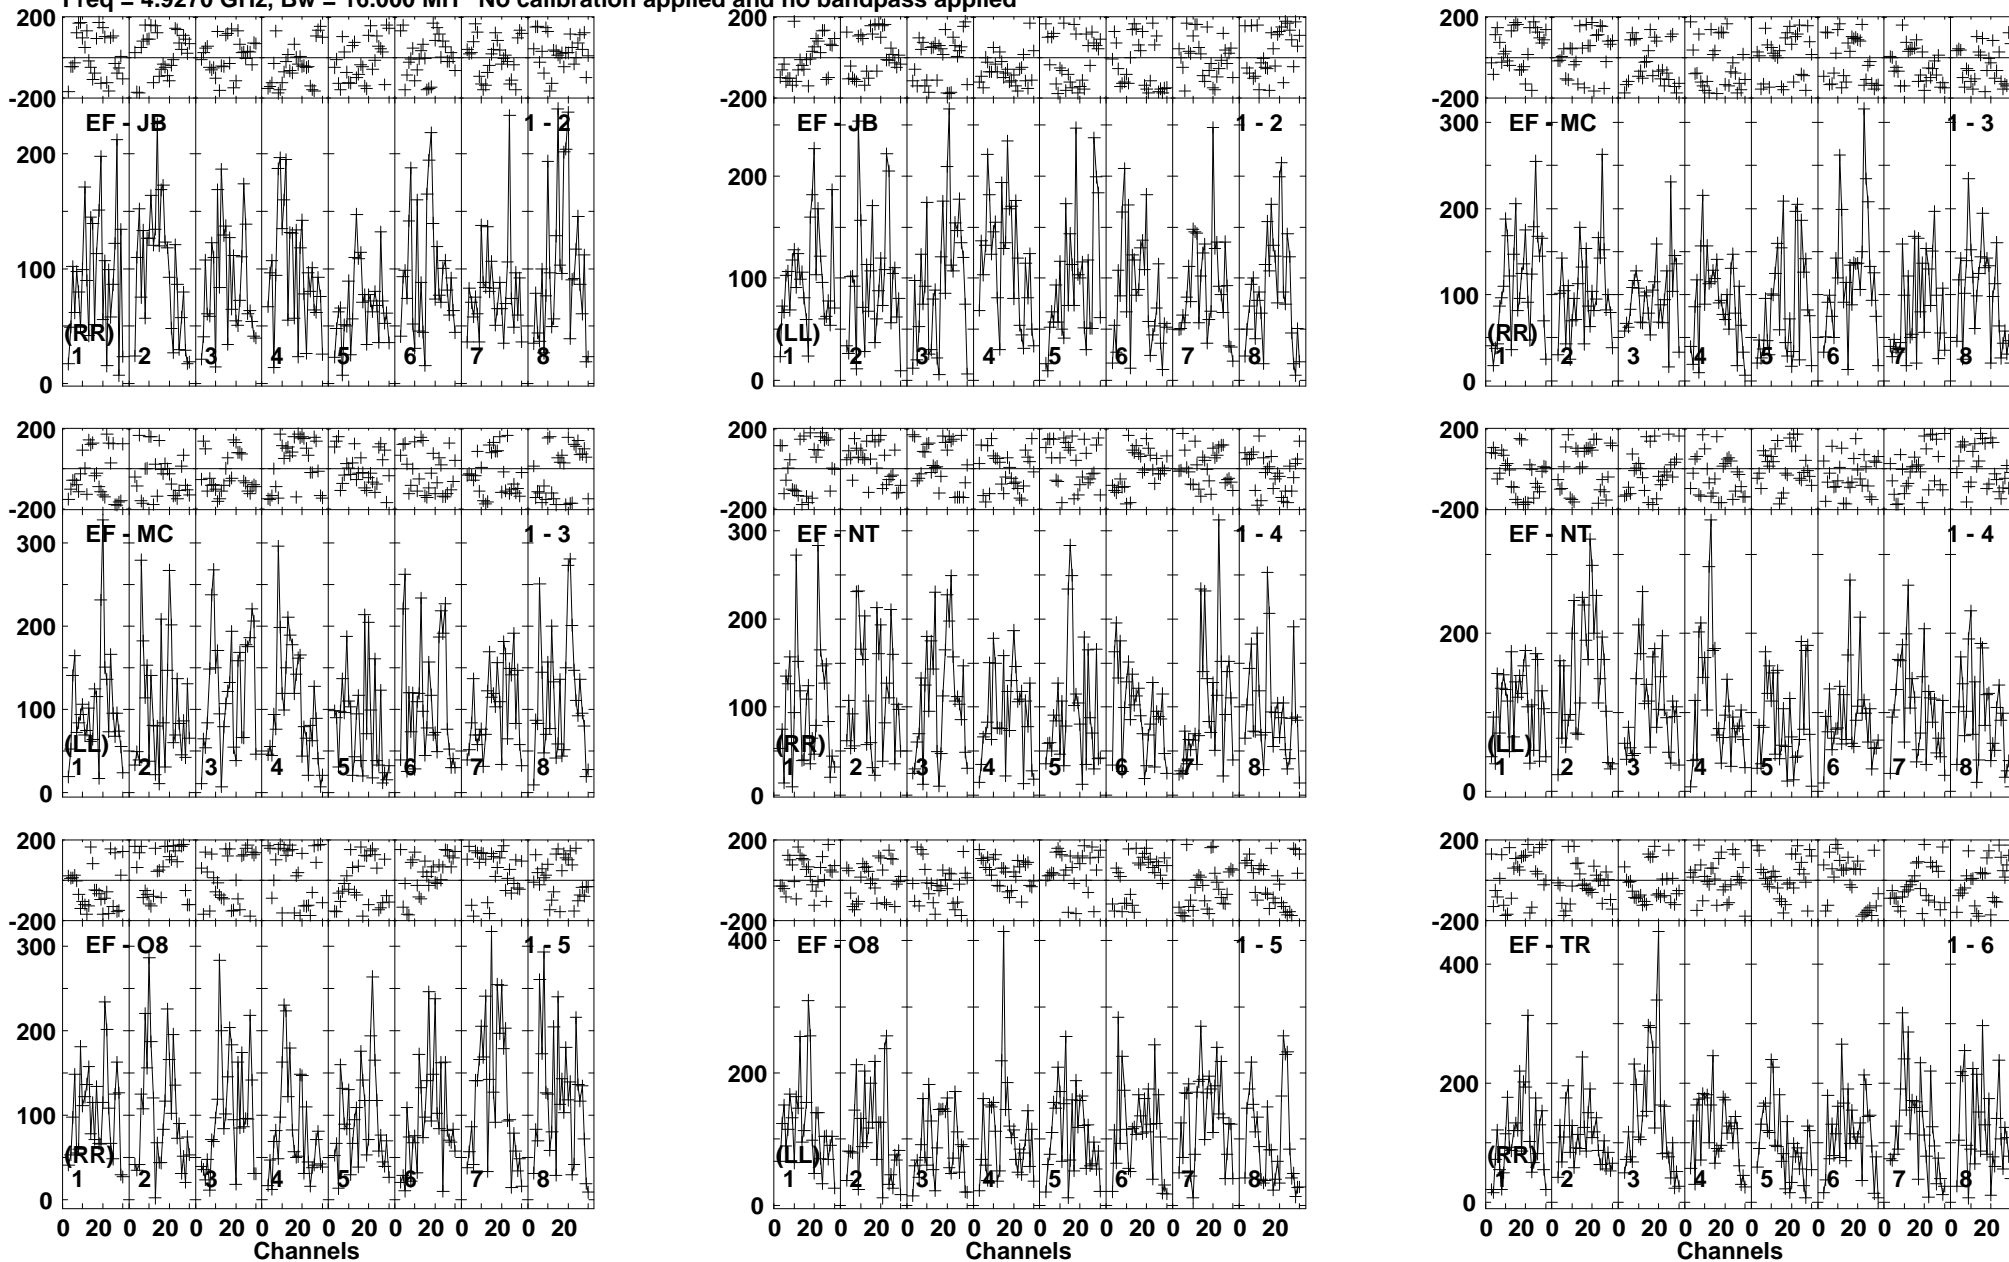 Freq = 4.9270 GHz, Bw = 16.000 MH No calibration applied and no bandpass applied
200 200 200
-200 -200 -200
EF - JB 1 - 2 EF - JB 1 - 2 EF - MC 1 - 3
300
200 200 200
100 100 100
(RR) (LL) (RR)
1 2 3 4 5 6 7 8 1 2 3 4 5 6 7 8 1 2 3 4 5 6 7 8
0 0 0
200 200 200
-200 -200 -200
EF - MC 1 - 3 EF - NT 1 - 4 EF - NT 1 - 4
300 300
200 200 200
100 100
(LL) (RR) (LL)
1 2 3 4 5 6 7 8 1 2 3 4 5 6 7 8 1 2 3 4 5 6 7 8
0 0 0
200 200 200
-200 -200 -200
EF - O8 1 - 5 EF - O8 1 - 5 EF - TR 1 - 6
300 400 400
200 200 200
100
(RR) (LL) (RR)
1 2 3 4 5 6 7 8 1 2 3 4 5 6 7 8 1 2 3 4 5 6 7 8
0 0 0
0 20 0 20 0 20 0 20 0 20 0 20 0 20 0 20 0 20 0 20 0 20 0 20 0 20 0 20 0 20 0 20 0 20 0 20 0 20 0 20 0 20 0 20 0 20 0 20
Channels Channels Channels